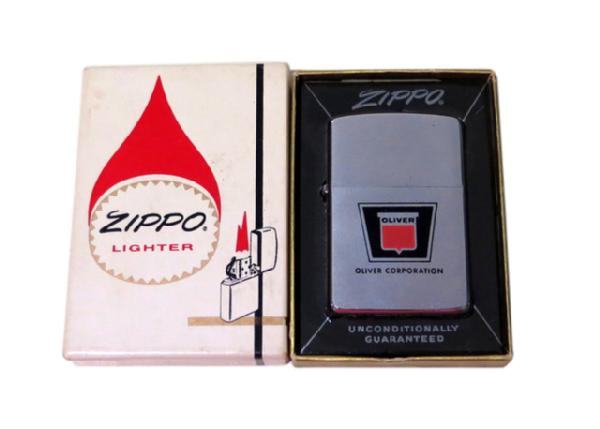 ZIPPO®
LIGHTER
ZIPPO®
OLIVER
OLIVER CORPORATION
UNCONDITIONALLY
GUARANTEED